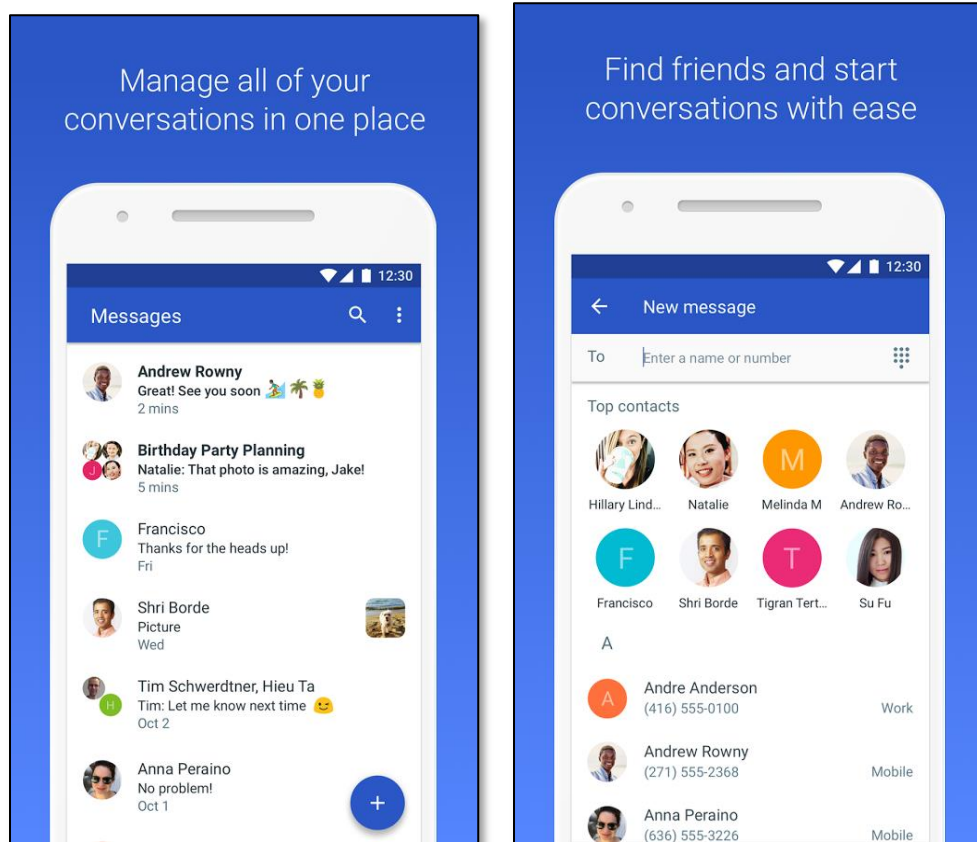 Manage all of your
conversations in one place
12:30
Messages
Andrew Rowny
Great! See you soon 🏄🌴🍍
2 mins
Birthday Party Planning
J
Natalie: That photo is amazing, Jake!
5 mins
F
Francisco
Thanks for the heads up!
Fri
Shri Borde
Picture
Wed
Tim Schwerdtner, Hieu Ta
H
Tim: Let me know next time 😉
Oct 2
Anna Peraino
No problem!
Oct 1
+
Find friends and start
conversations with ease
12:30
New message
To Enter a name or number
Top contacts
M
Hillary Lind... Natalie Melinda M Andrew Ro...
F T
Francisco Shri Borde Tigran Tert... Su Fu
A
A
Andre Anderson
(416) 555-0100 Work
Andrew Rowny
(271) 555-2368 Mobile
Anna Peraino
(636) 555-3226 Mobile